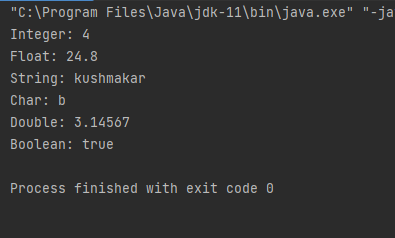 "C:\Program Files\Java\jdk-11\bin\java.exe" "-ja
Integer: 4
Float: 24.8
String: kushmakar
Char: b
Double: 3.14567
Boolean: true
Process finished with exit code 0